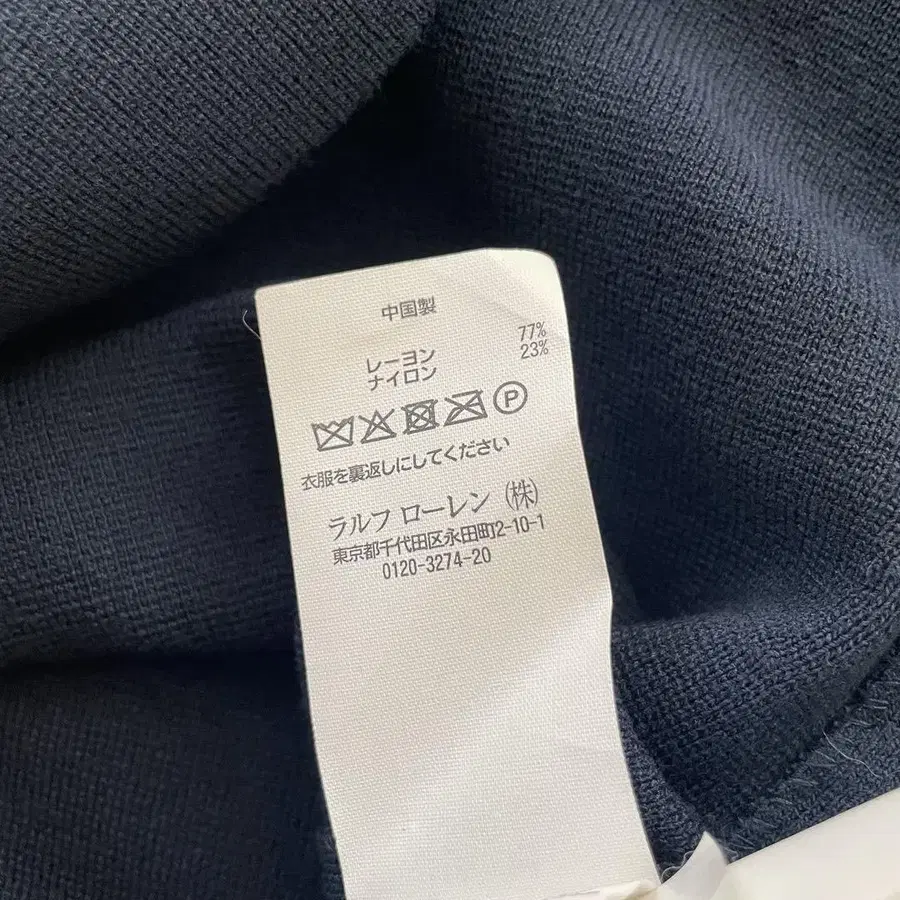 中国製
レーヨン 77%
ナイロン 23%
P
衣服を裏返しにしてください
ラルフ ローレン (株)
東京都千代田区永田町2-10-1
0120-3274-20